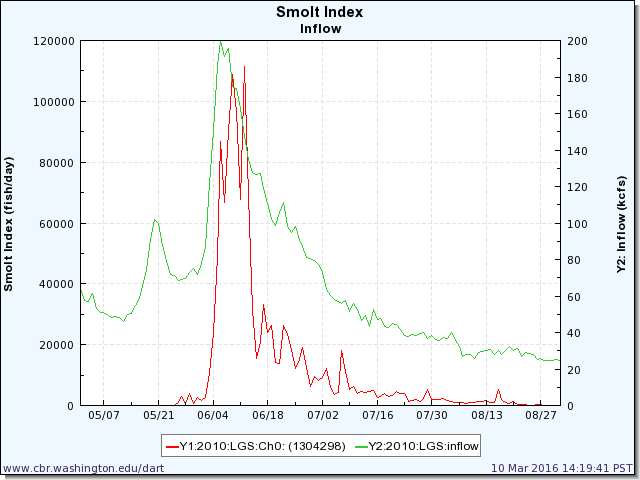 Smolt Index
Inflow
Smolt Index (fish/day)
120000
100000
80000
60000
40000
20000
0
Y2: Inflow (kcfs)
200
180
160
140
120
100
80
60
40
20
0
05/07 05/21 06/04 06/18 07/02 07/16 07/30 08/13 08/27
Y1:2010:LGS:Ch0: (1304298) Y2:2010:LGS:inflow
www.cbr.washington.edu/dart 10 Mar 2016 14:19:41 PST